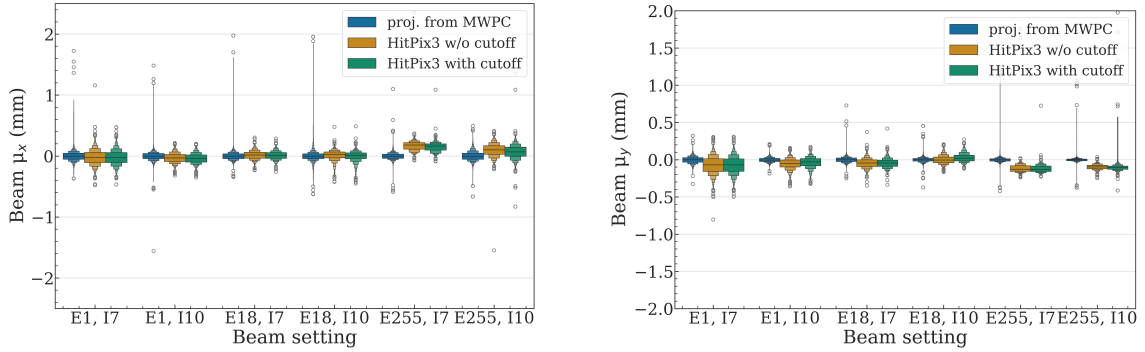 2
1
0
−1
−2
Beam μx (mm)
proj. from MWPC
HitPix3 w/o cutoff
HitPix3 with cutoff
E1, I7
E1, I10
E18, I7
E18, I10
E255, I7
E255, I10
Beam setting
2.0
1.5
1.0
0.5
0.0
−0.5
−1.0
−1.5
−2.0
Beam μy (mm)
proj. from MWPC
HitPix3 w/o cutoff
HitPix3 with cutoff
E1, I7
E1, I10
E18, I7
E18, I10
E255, I7
E255, I10
Beam setting